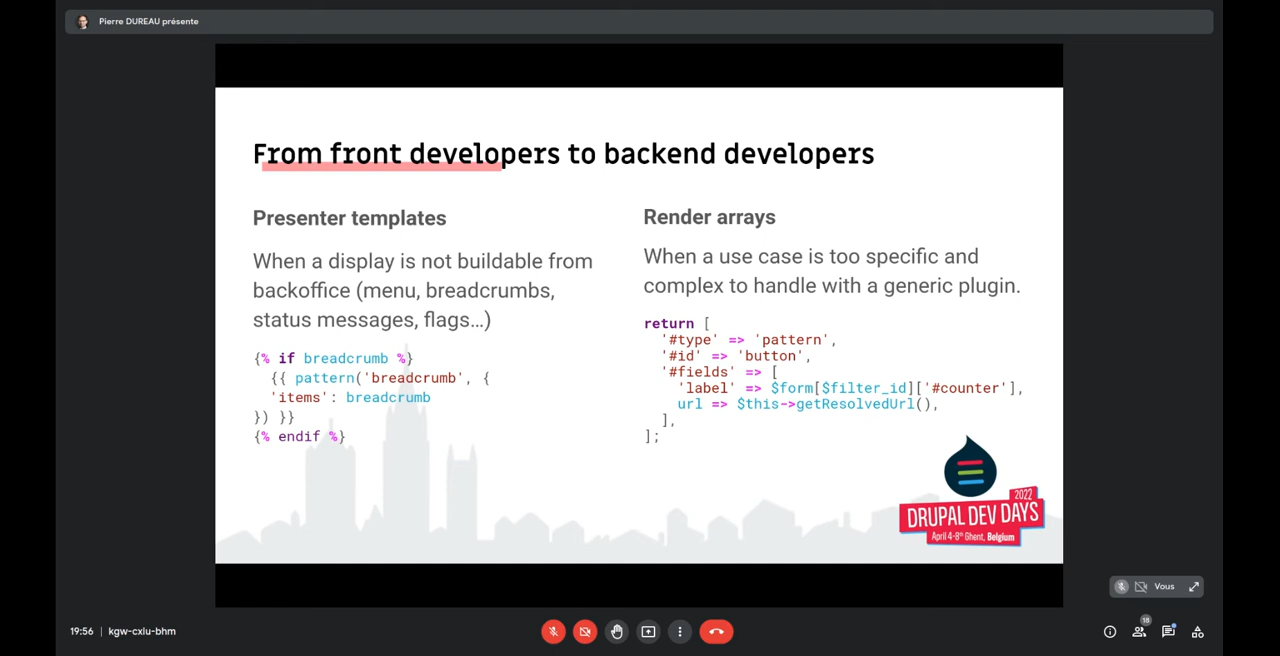 Pierre DUREAU présente
From front developers to backend developers
Presenter templates
When a display is not buildable from
backoffice (menu, breadcrumbs,
status messages, flags…)
{% if breadcrumb %}
{{ pattern('breadcrumb', {
'items': breadcrumb
}) }}
{% endif %}
Render arrays
When a use case is too specific and
complex to handle with a generic plugin.
return [
'#type' => 'pattern',
'#id' => 'button',
'#fields' => [
'label' => $form[$filter_id]['#counter'],
url => $this->getResolvedUrl(),
],
];
2022
DRUPAL DEV DAYS
April 4-8th Ghent, Belgium
Vous
19:56 | kgw-cxiu-bhm
18